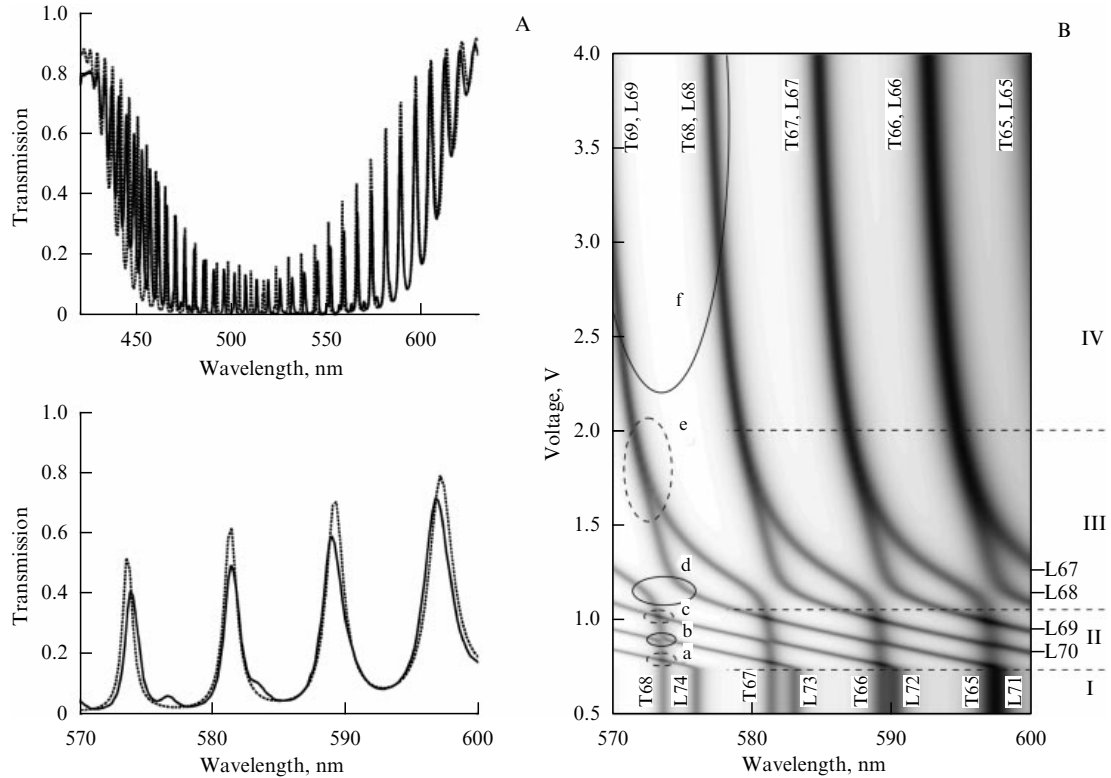 A
1.0
0.8
0.6
0.4
0.2
0
Transmission
450 500 550 600
Wavelength, nm
1.0
0.8
0.6
0.4
0.2
0
Transmission
570 580 590 600
Wavelength, nm
B
4.0
3.5
3.0
2.5
2.0
1.5
1.0
0.5
Voltage, V
T69, L69
T68, L68
T67, L67
T66, L66
T65, L65
f
e
d
c
b
a
T68
L74
T67
L73
T66
L72
T65
L71
IV
III
L67
L68
L69
II
L70
I
570 580 590 600
Wavelength, nm